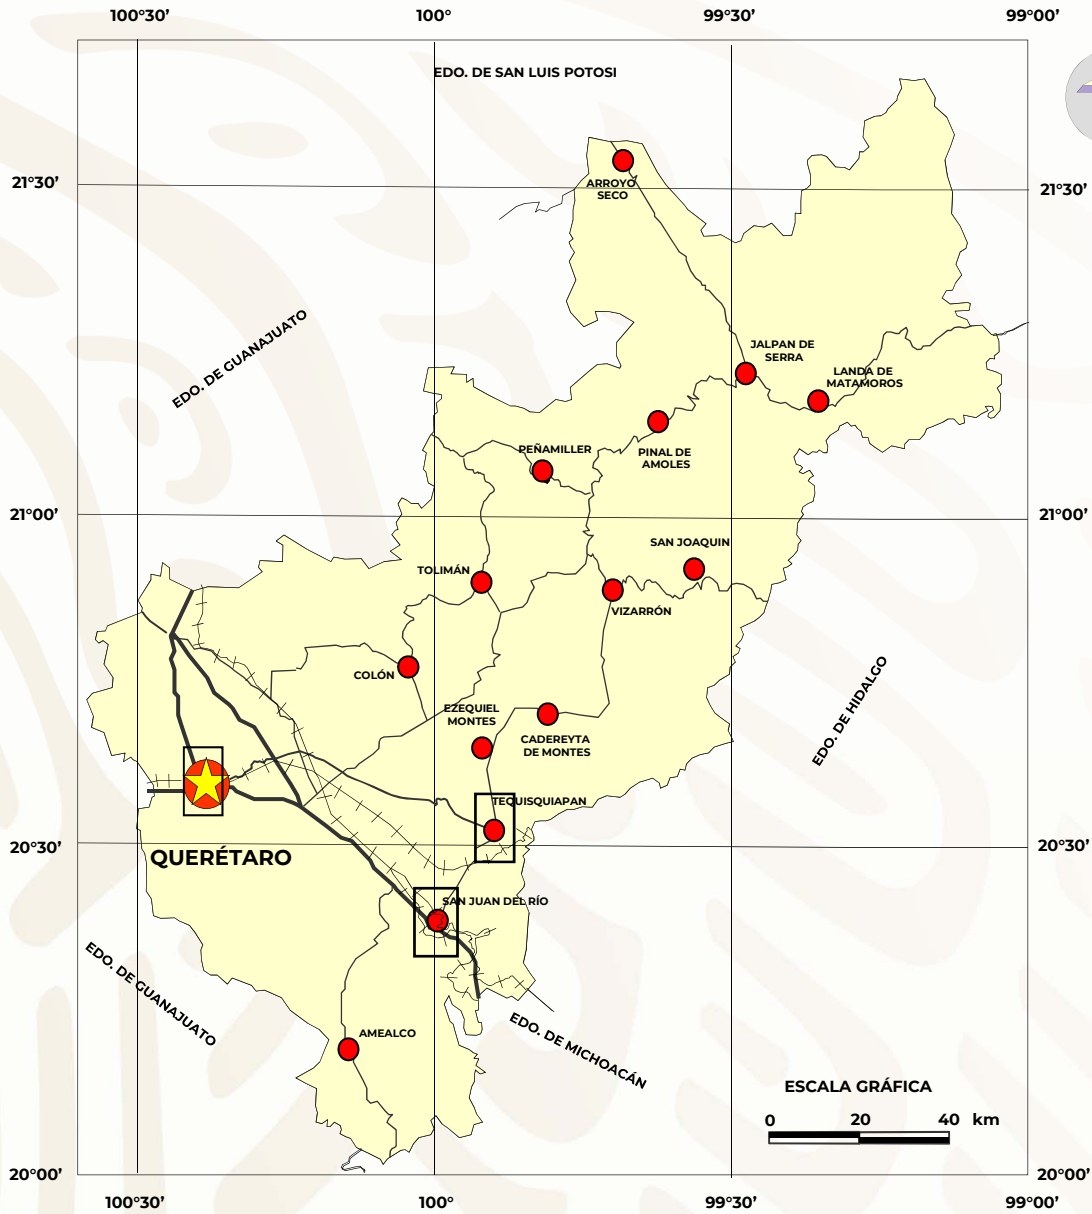 100°30’
100°
99°30’
99°00’
EDO. DE SAN LUIS POTOSI
21°30’
21°30’
ARROYO
SECO
EDO. DE GUANAJUATO
JALPAN DE
SERRA
LANDA DE
MATAMOROS
PEÑAMILLER
PINAL DE
AMOLES
21°00’
21°00’
SAN JOAQUIN
TOLIMÁN
VIZARRÓN
COLÓN
EZEQUIEL
MONTES
CADEREYTA
DE MONTES
EDO. DE HIDALGO
TEQUISQUIAPAN
20°30’
20°30’
QUERÉTARO
SAN JUAN DEL RÍO
EDO. DE GUANAJUATO
AMEALCO
EDO. DE MICHOACÁN
ESCALA GRÁFICA
0 20 40 km
20°00’
20°00’
100°30’
100°
99°30’
99°00’